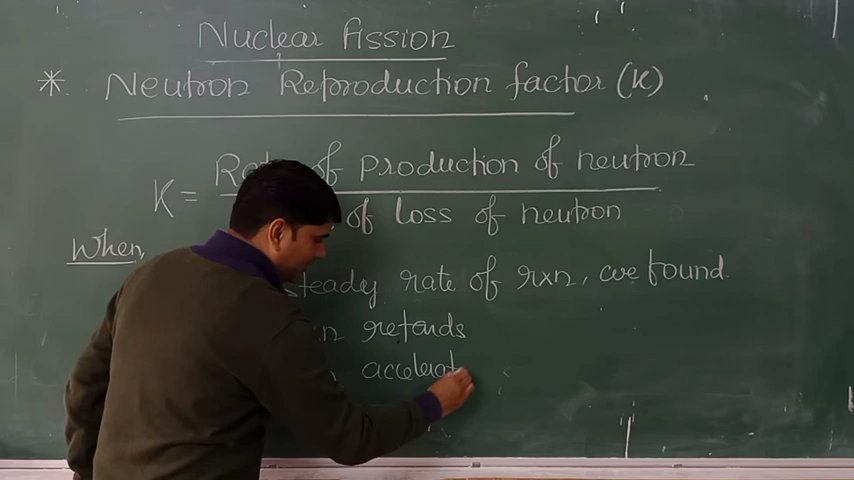 Nuclear fission
* Neutron Reproduction factor (K)
K = Rate of Production of neutron
of loss of neutron
When,
steady rate of rxn, we found.
retards
accelerat